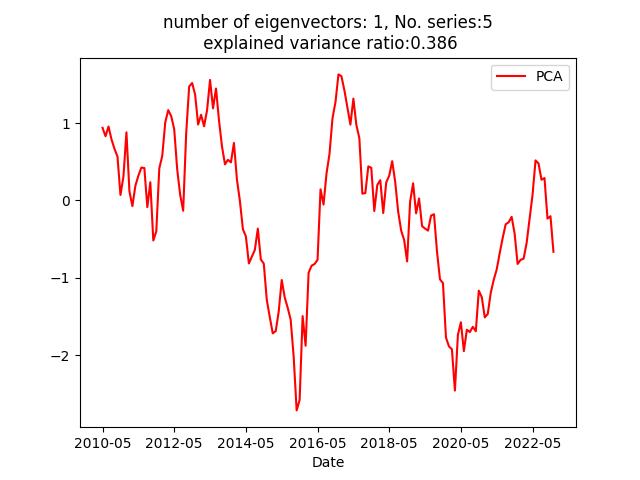 number of eigenvectors: 1, No. series:5
explained variance ratio:0.386
PCA
1
0
−1
−2
2010-05 2012-05 2014-05 2016-05 2018-05 2020-05 2022-05
Date